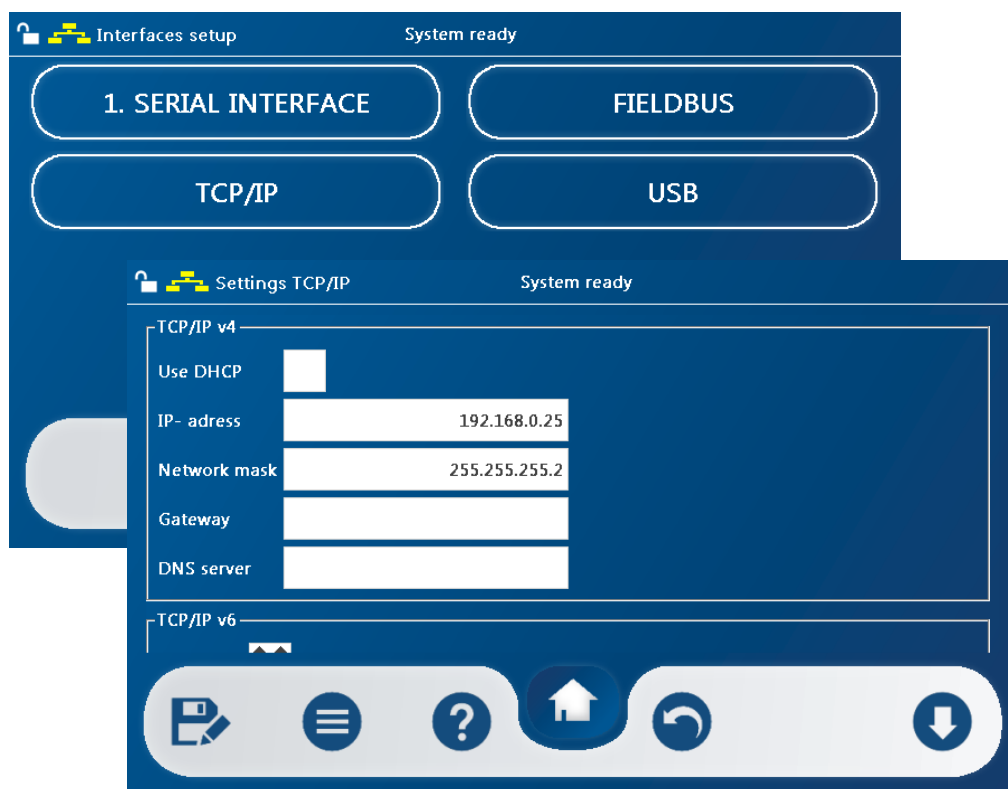 Interfaces setup System ready
1. SERIAL INTERFACE
FIELDBUS
TCP/IP
USB
Settings TCP/IP System ready
TCP/IP v4
Use DHCP
IP- adress 192.168.0.25
Network mask 255.255.255.2
Gateway
DNS server
TCP/IP v6
?